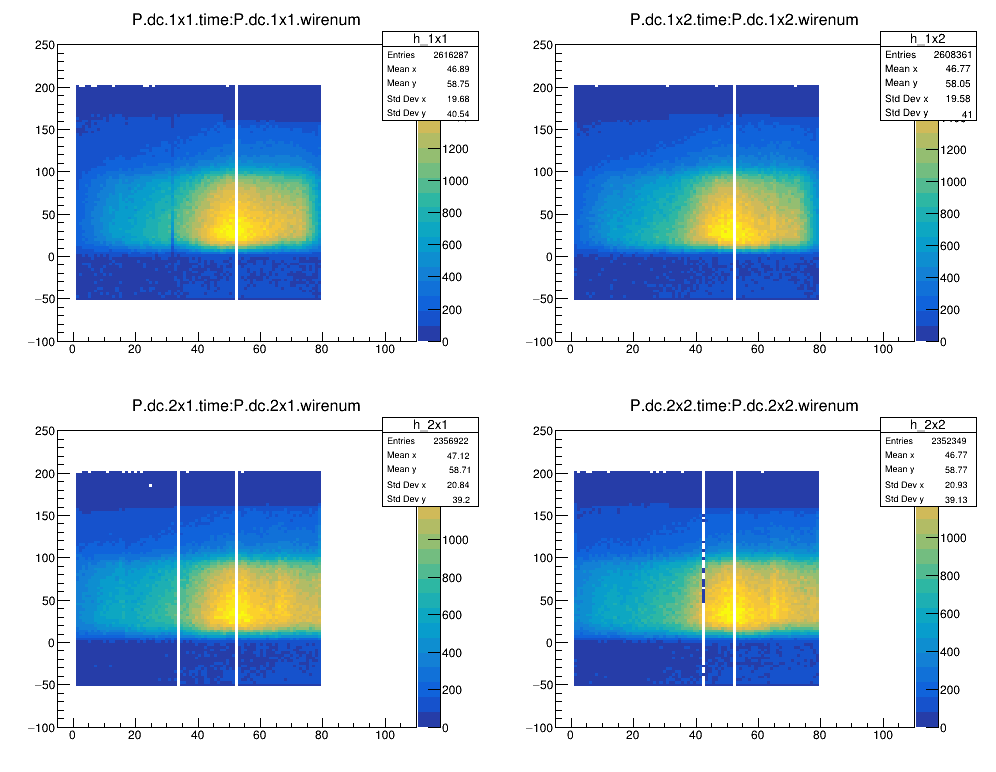 P.dc.1x1.time:P.dc.1x1.wirenum
h_1x1
Entries 2616287
Mean x 46.89
Mean y 58.75
Std Dev x 19.68
Std Dev y 40.54
250
200
150
100
50
0
−50
−100
0 20 40 60 80 100
1200
1000
800
600
400
200
0
P.dc.1x2.time:P.dc.1x2.wirenum
h_1x2
Entries 2608361
Mean x 46.77
Mean y 58.05
Std Dev x 19.58
Std Dev y 41
250
200
150
100
50
0
−50
−100
0 20 40 60 80 100
1200
1000
800
600
400
200
0
P.dc.2x1.time:P.dc.2x1.wirenum
h_2x1
Entries 2356922
Mean x 47.12
Mean y 58.71
Std Dev x 20.84
Std Dev y 39.2
250
200
150
100
50
0
−50
−100
0 20 40 60 80 100
1000
800
600
400
200
0
P.dc.2x2.time:P.dc.2x2.wirenum
h_2x2
Entries 2352349
Mean x 46.77
Mean y 58.77
Std Dev x 20.93
Std Dev y 39.13
250
200
150
100
50
0
−50
−100
0 20 40 60 80 100
1000
800
600
400
200
0